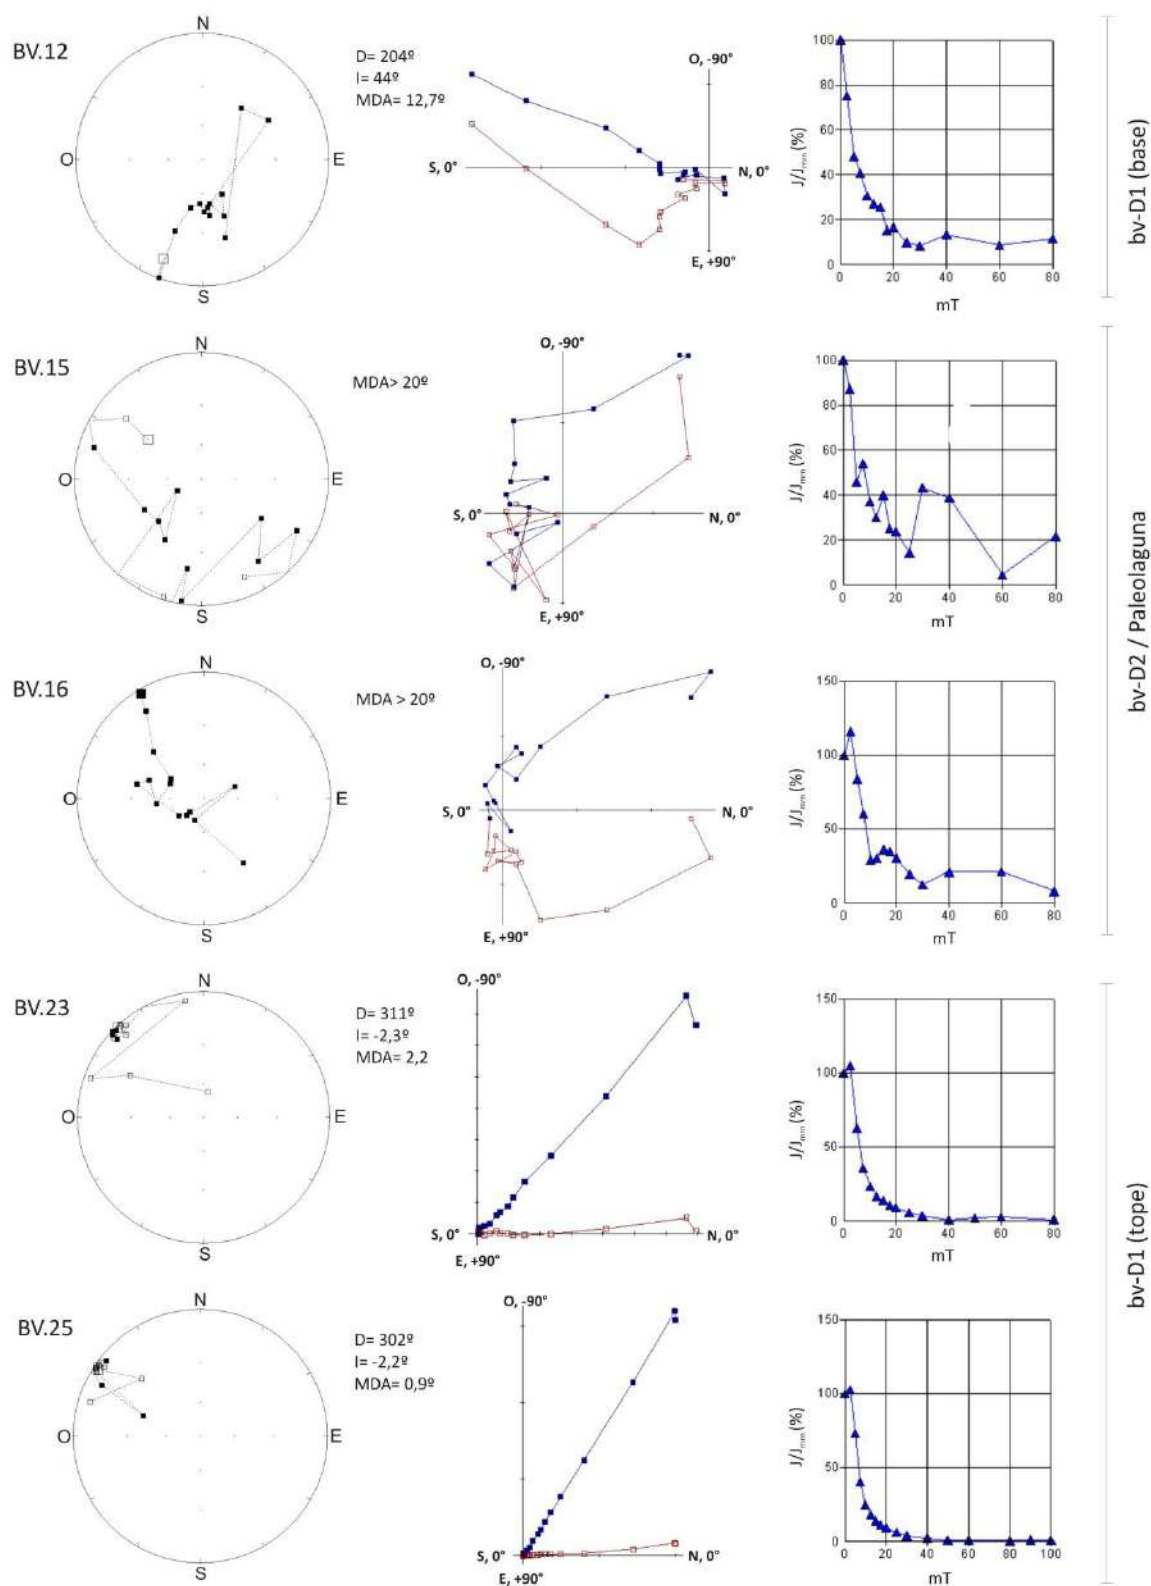 BV.12
N
O
E
S
D= 204º
I= 44º
MDA= 12,7º
O, -90°
S, 0°
N, 0°
E, +90°
J/Jnrm (%)
100
80
60
40
20
0
0 20 40 60 80
mT
bv-D1 (base)
BV.15
N
O
E
S
MDA> 20º
O, -90°
S, 0°
N, 0°
E, +90°
J/Jnrm (%)
100
80
60
40
20
0
0 20 40 60 80
mT
bv-D2 / Paleolaguna
BV.16
N
O
E
S
MDA > 20º
O, -90°
S, 0°
N, 0°
E, +90°
J/Jnrm (%)
150
100
50
0
0 20 40 60 80
mT
BV.23
N
O
E
S
D= 311º
I= -2,3º
MDA= 2,2
O, -90°
S, 0°
N, 0°
E, +90°
J/Jnrm (%)
150
100
50
0
0 20 40 60 80
mT
bv-D1 (tope)
BV.25
N
O
E
S
D= 302º
I= -2,2º
MDA= 0,9º
O, -90°
S, 0°
N, 0°
E, +90°
J/Jnrm (%)
150
100
50
0
0 20 40 60 80 100
mT